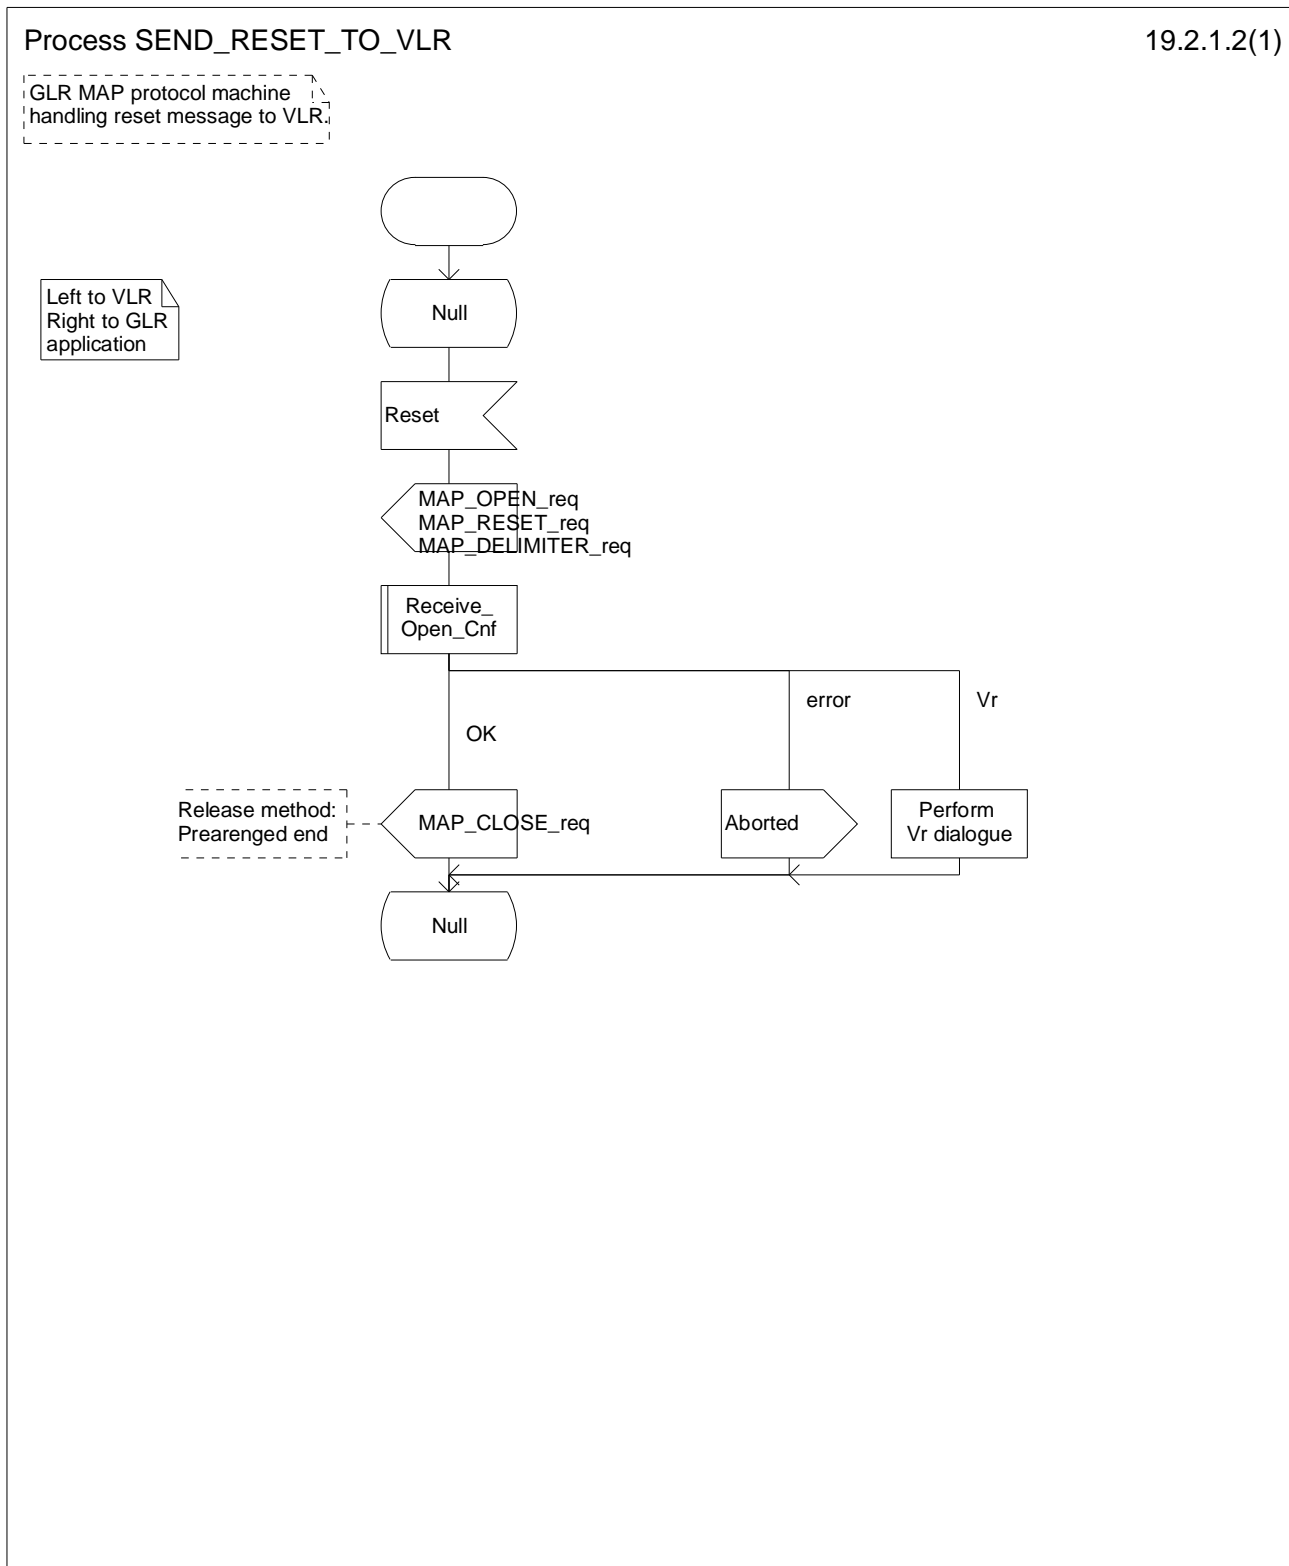 Process SEND_RESET_TO_VLR
19.2.1.2(1)
GLR MAP protocol machine
handling reset message to VLR.
Left to VLR
Right to GLR
application
Null
Reset
MAP_OPEN_req
MAP_RESET_req
MAP_DELIMITER_req
Receive_
Open_Cnf
error
Vr
OK
Release method:
Prearenged end
MAP_CLOSE_req
Aborted
Perform
Vr dialogue
Null